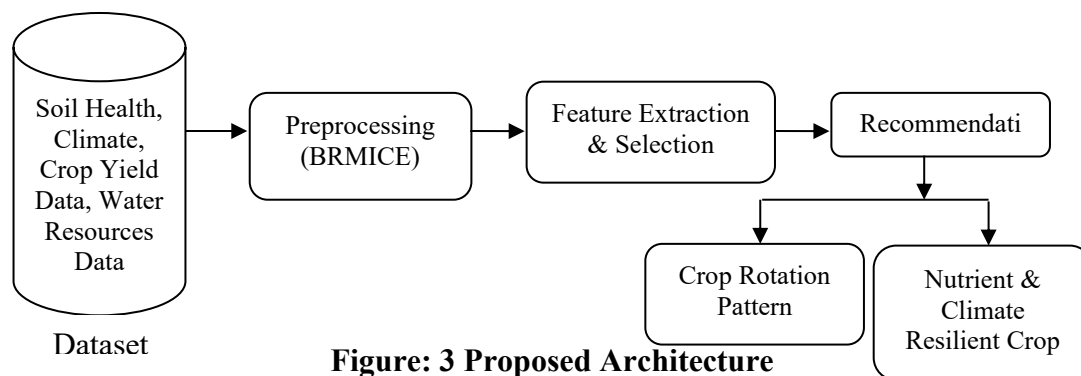 Soil Health,
Climate,
Crop Yield
Data, Water
Resources
Data
Dataset
Preprocessing
(BRMICE)
Feature Extraction
& Selection
Recommendati
Crop Rotation
Pattern
Nutrient &
Climate
Resilient Crop
Figure: 3 Proposed Architecture